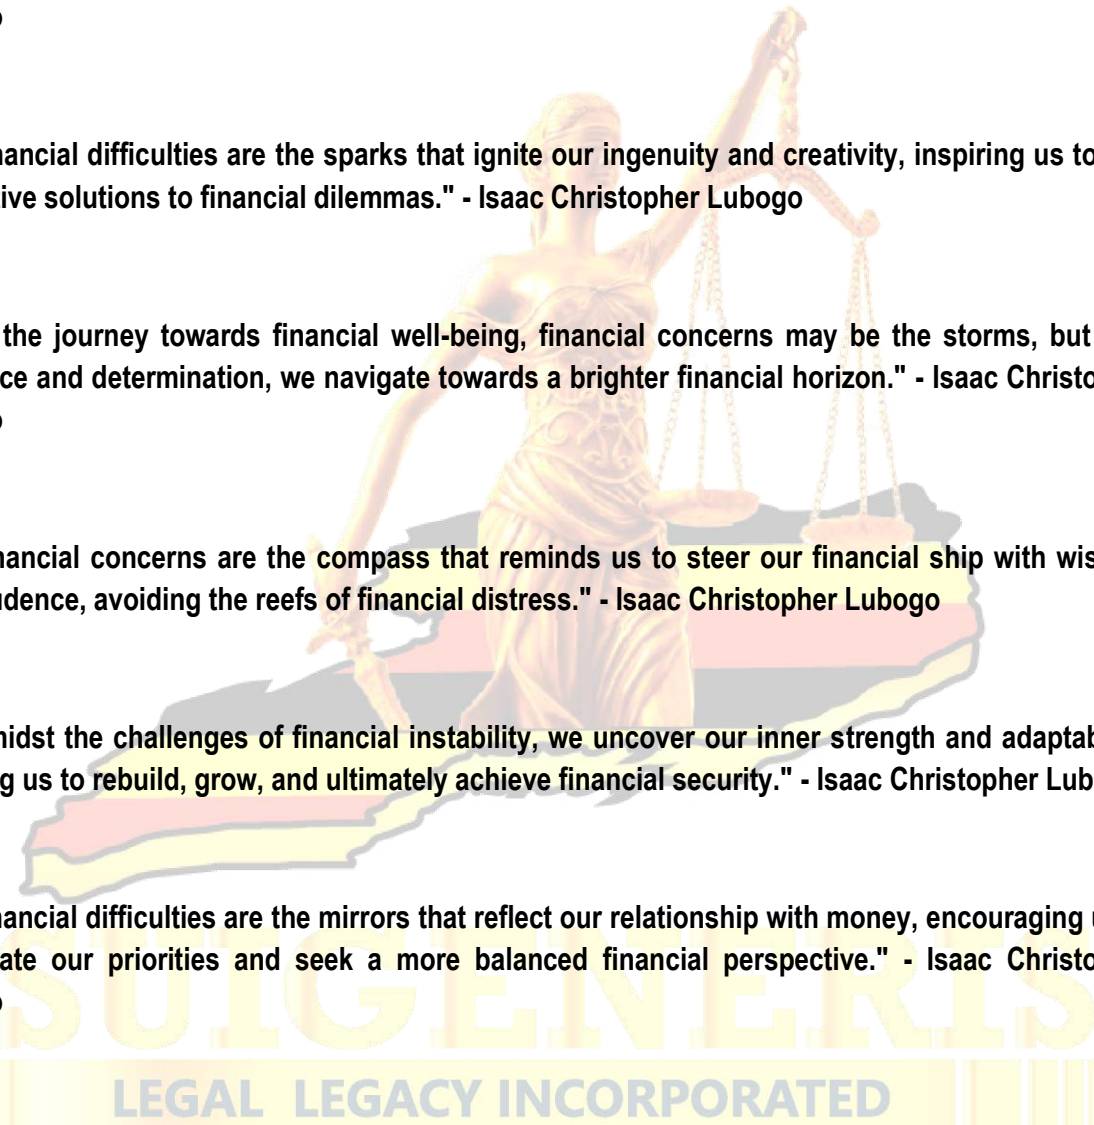 o
nancial difficulties are the sparks that ignite our ingenuity and creativity, inspiring us to
tive solutions to financial dilemmas." - Isaac Christopher Lubogo
the journey towards financial well-being, financial concerns may be the storms, but
ce and determination, we navigate towards a brighter financial horizon." - Isaac Christo
o
nancial concerns are the compass that reminds us to steer our financial ship with wis
udence, avoiding the reefs of financial distress." - Isaac Christopher Lubogo
nidst the challenges of financial instability, we uncover our inner strength and adaptab
ng us to rebuild, grow, and ultimately achieve financial security." - Isaac Christopher Lub
nancial difficulties are the mirrors that reflect our relationship with money, encouraging u
ate our priorities and seek a more balanced financial perspective." - Isaac Christo
o
SUIGENERIS
LEGAL LEGACY INCORPORATED